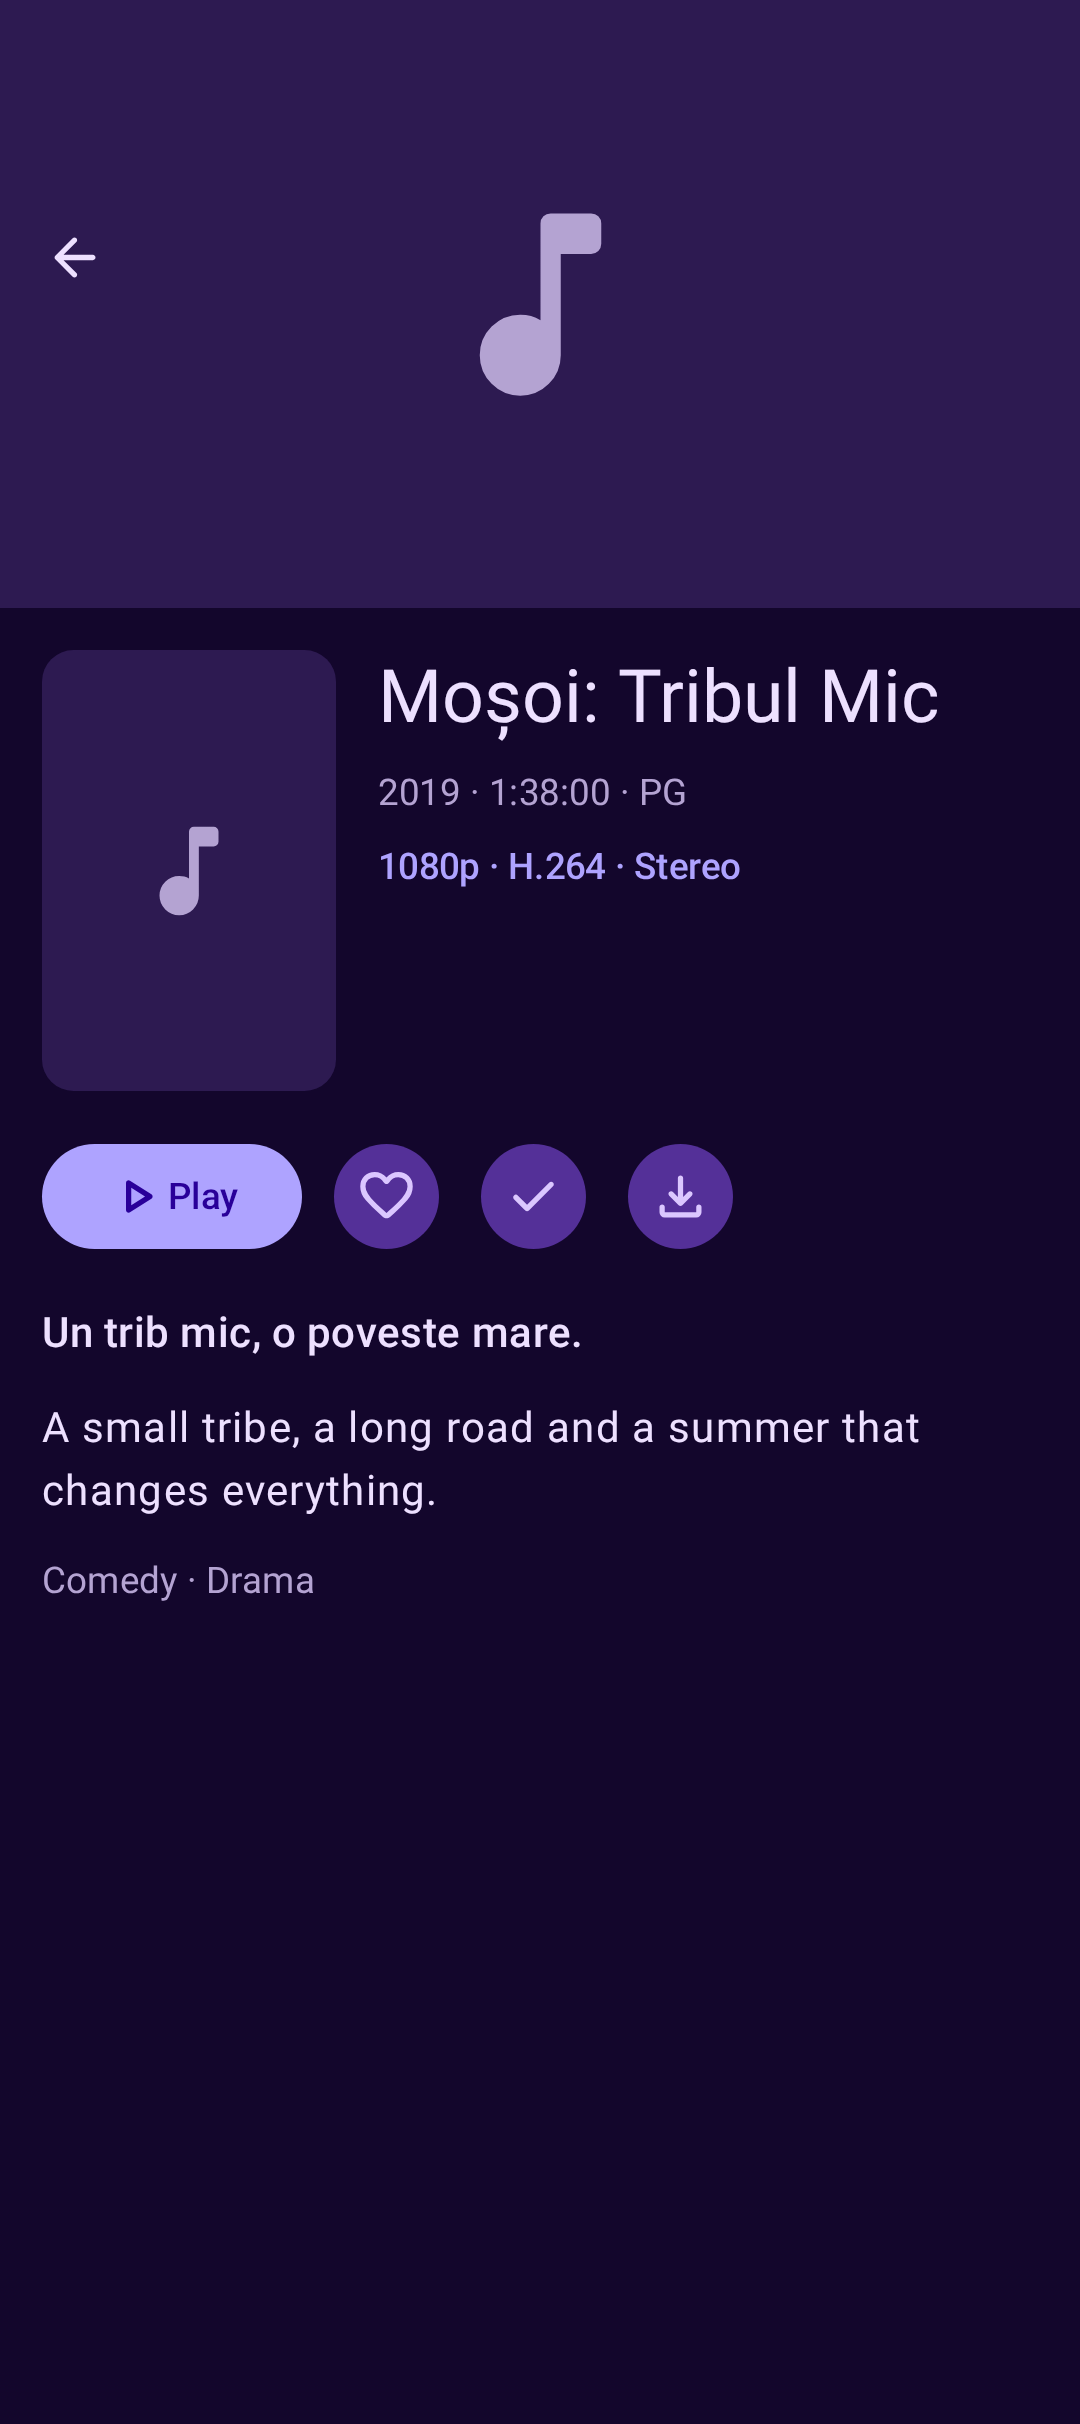 Moșoi: Tribul Mic
2019 · 1:38:00 · PG
1080p · H.264 · Stereo
Play
Un trib mic, o poveste mare.
A small tribe, a long road and a summer that
changes everything.
Comedy · Drama